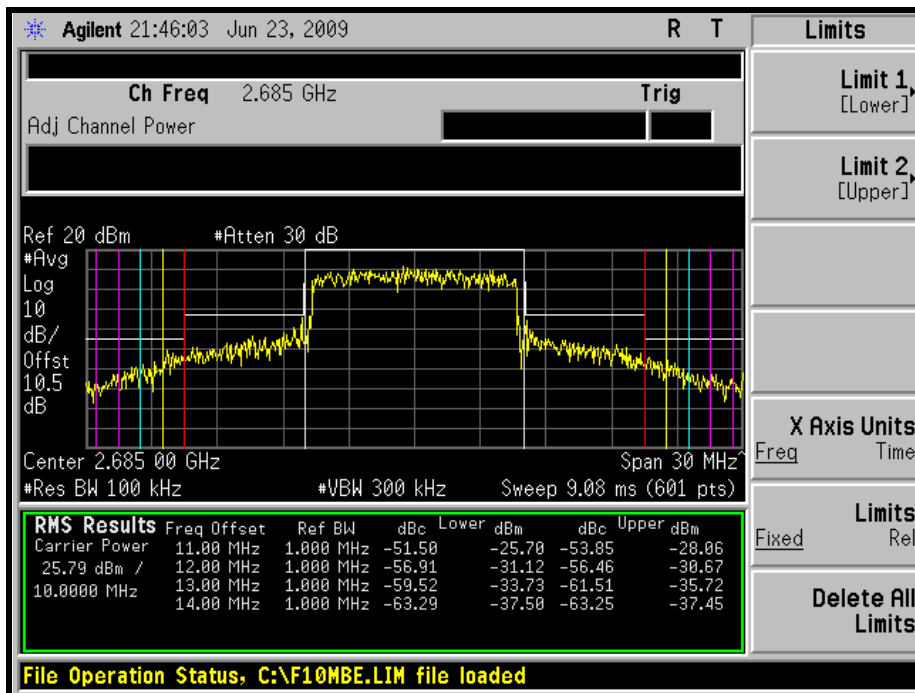 Agilent 21:46:03 Jun 23, 2009 R T
Ch Freq 2.685 GHz Trig
Adj Channel Power
Ref 20 dBm #Atten 30 dB
#Avg
Log
10
dB/
Offst
10.5
dB
Center 2.685 00 GHz Span 30 MHz^
#Res BW 100 kHz #VBW 300 kHz Sweep 9.08 ms (601 pts)
RMS Results Freq Offset Ref BW dBc Lower dBm dBc Upper dBm
Carrier Power 11.00 MHz 1.000 MHz -51.50 -25.70 -53.85 -28.06
25.79 dBm / 12.00 MHz 1.000 MHz -56.91 -31.12 -56.46 -30.67
10.0000 MHz 13.00 MHz 1.000 MHz -59.52 -33.73 -61.51 -35.72
14.00 MHz 1.000 MHz -63.29 -37.50 -63.25 -37.45
File Operation Status, C:\F10MBE.LIM file loaded
Limits
Limit 1
[Lower]
Limit 2
[Upper]
X Axis Units
Freq Time
Limits
Fixed Rel
Delete All
Limits